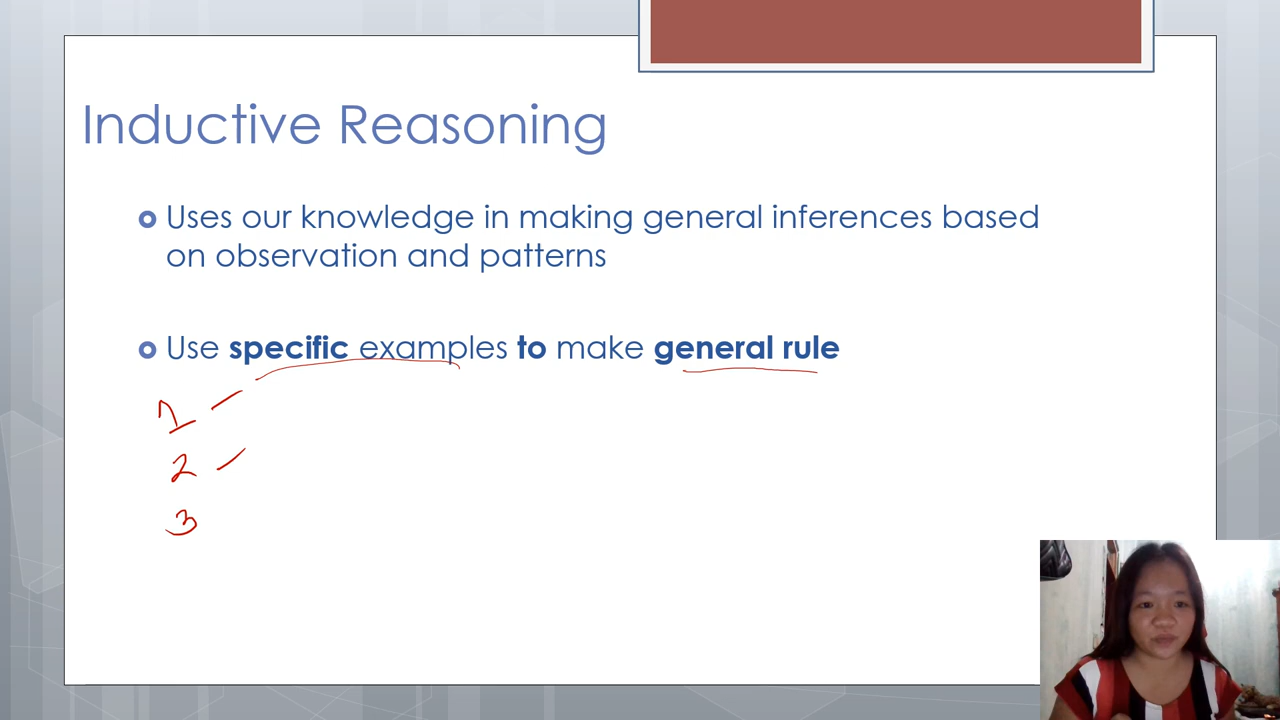 Inductive Reasoning
Uses our knowledge in making general inferences based
on observation and patterns
Use specific examples to make general rule
1 -
2 -
3